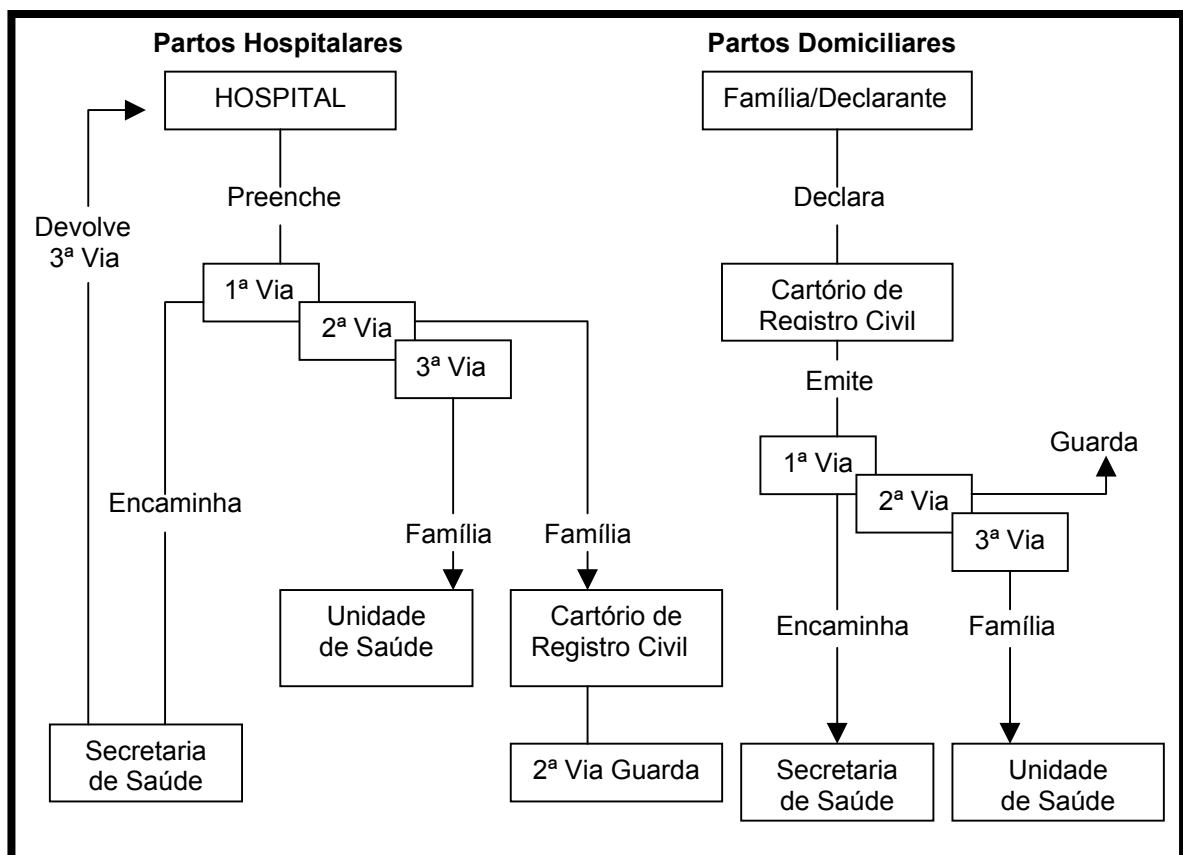 Partos Hospitalares
HOSPITAL
Preenche
Devolve
3ª Via
1ª Via
2ª Via
3ª Via
Encaminha
Família
Família
Unidade
de Saúde
Cartório de
Registro Civil
Secretaria
de Saúde
2ª Via Guarda
Partos Domiciliares
Família/Declarante
Declara
Cartório de
Registro Civil
Emite
1ª Via
Guarda
2ª Via
3ª Via
Encaminha
Família
Secretaria
de Saúde
Unidade
de Saúde